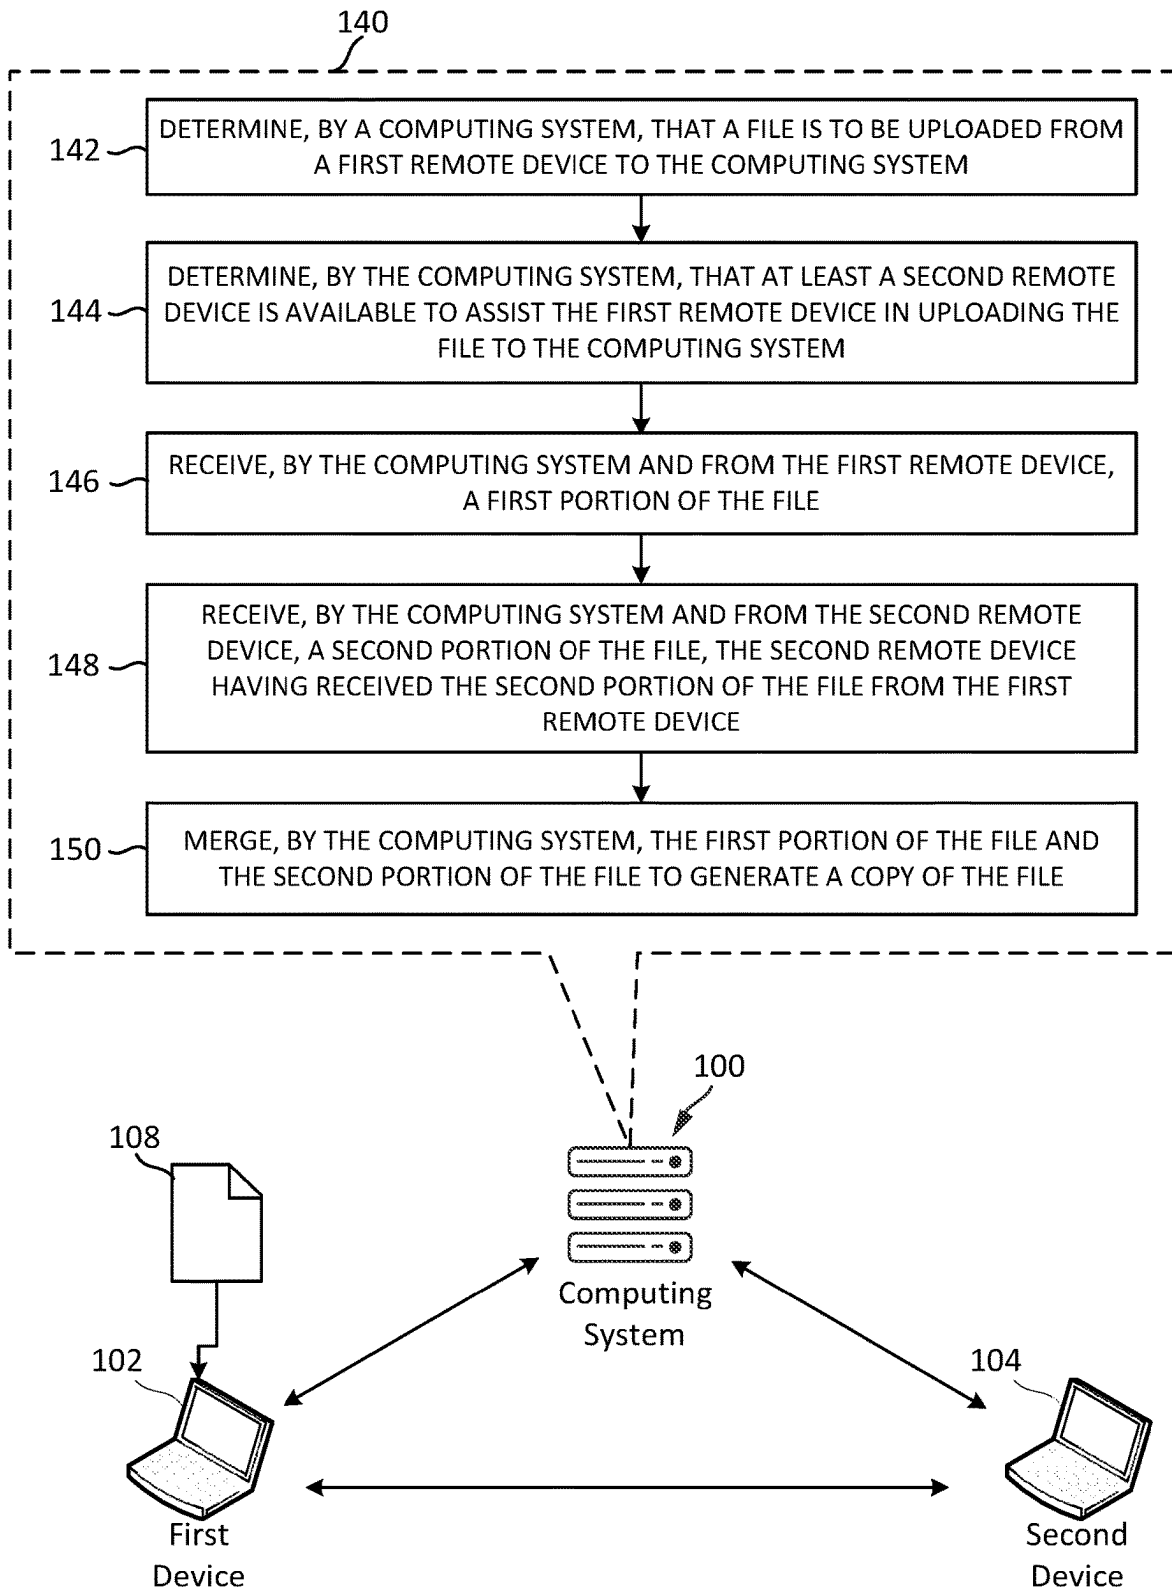 140
142
DETERMINE, BY A COMPUTING SYSTEM, THAT A FILE IS TO BE UPLOADED FROM
A FIRST REMOTE DEVICE TO THE COMPUTING SYSTEM
144
DETERMINE, BY THE COMPUTING SYSTEM, THAT AT LEAST A SECOND REMOTE
DEVICE IS AVAILABLE TO ASSIST THE FIRST REMOTE DEVICE IN UPLOADING THE
FILE TO THE COMPUTING SYSTEM
146
RECEIVE, BY THE COMPUTING SYSTEM AND FROM THE FIRST REMOTE DEVICE,
A FIRST PORTION OF THE FILE
148
RECEIVE, BY THE COMPUTING SYSTEM AND FROM THE SECOND REMOTE
DEVICE, A SECOND PORTION OF THE FILE, THE SECOND REMOTE DEVICE
HAVING RECEIVED THE SECOND PORTION OF THE FILE FROM THE FIRST
REMOTE DEVICE
150
MERGE, BY THE COMPUTING SYSTEM, THE FIRST PORTION OF THE FILE AND
THE SECOND PORTION OF THE FILE TO GENERATE A COPY OF THE FILE
100
108
Computing
System
102
104
First
Device
Second
Device